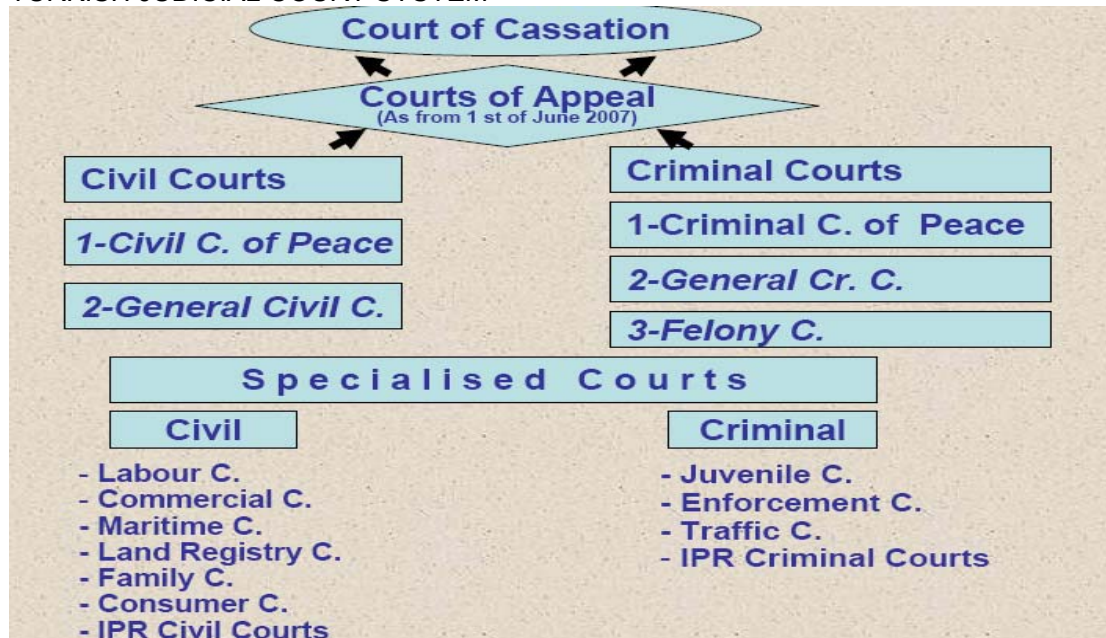 Court of Cassation
Courts of Appeal
(As from 1 st of June 2007)
Civil Courts
1-Civil C. of Peace
2-General Civil C.
Criminal Courts
1-Criminal C. of Peace
2-General Cr. C.
3-Felony C.
Specialised Courts
Civil
- Labour C.
- Commercial C.
- Maritime C.
- Land Registry C.
- Family C.
- Consumer C.
- IPR Civil Courts
Criminal
- Juvenile C.
- Enforcement C.
- Traffic C.
- IPR Criminal Courts